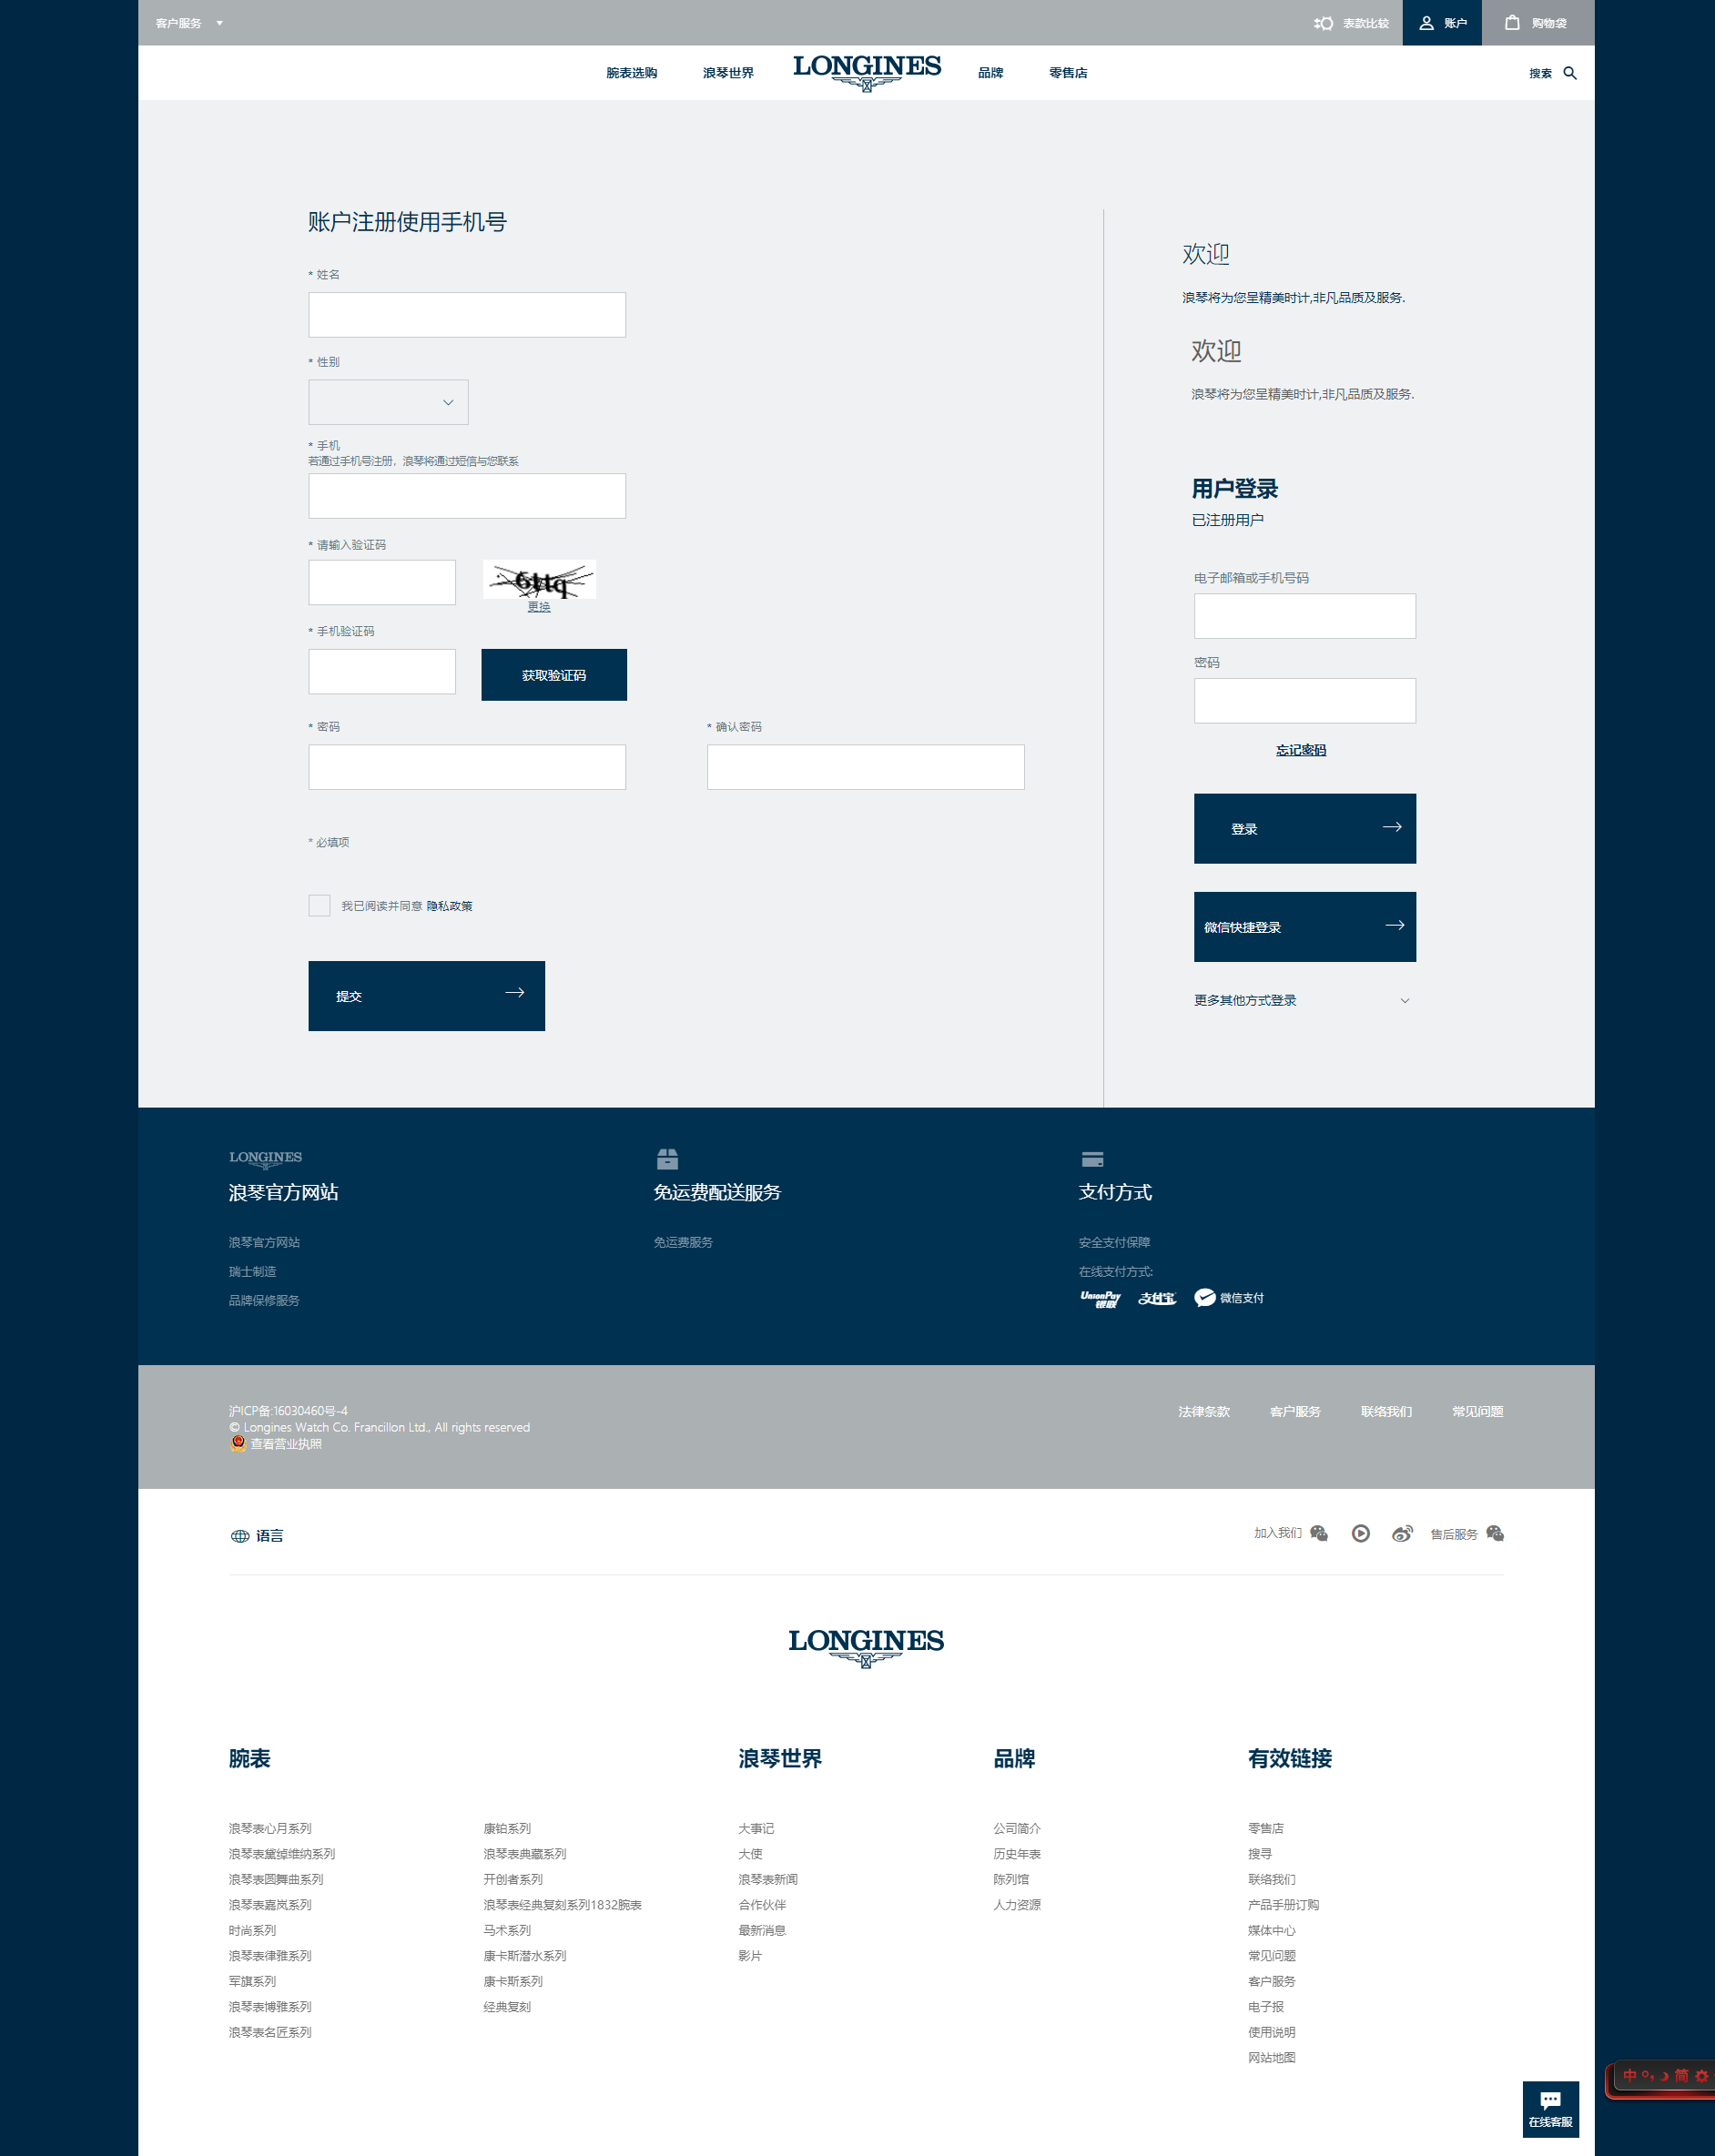 客户服务
表款比较
账户
购物袋
腕表选购
浪琴世界
LONGINES
品牌
零售店
搜索
账户注册使用手机号
* 姓名
* 性别
* 手机
若通过手机号注册，浪琴将通过短信与您联系
* 请输入验证码
更换
* 手机验证码
获取验证码
* 密码
* 确认密码
* 必填项
我已阅读并同意 隐私政策
提交
欢迎
浪琴将为您呈精美时计,非凡品质及服务.
欢迎
浪琴将为您呈精美时计,非凡品质及服务.
用户登录
已注册用户
电子邮箱或手机号码
密码
忘记密码
登录
微信快捷登录
更多其他方式登录
LONGINES
浪琴官方网站
浪琴官方网站
瑞士制造
品牌保修服务
免运费配送服务
免运费服务
支付方式
安全支付保障
在线支付方式:
UnionPay
银联
支付宝
微信支付
沪ICP备:16030460号-4
© Longines Watch Co. Francillon Ltd., All rights reserved
查看营业执照
法律条款
客户服务
联络我们
常见问题
语言
加入我们
售后服务
LONGINES
腕表
浪琴表心月系列
浪琴表黛绰维纳系列
浪琴表圆舞曲系列
浪琴表嘉岚系列
时尚系列
浪琴表律雅系列
军旗系列
浪琴表博雅系列
浪琴表名匠系列
康铂系列
浪琴表典藏系列
开创者系列
浪琴表经典复刻系列1832腕表
马术系列
康卡斯潜水系列
康卡斯系列
经典复刻
浪琴世界
大事记
大使
浪琴表新闻
合作伙伴
最新消息
影片
品牌
公司简介
历史年表
陈列馆
人力资源
有效链接
零售店
搜寻
联络我们
产品手册订购
媒体中心
常见问题
客户服务
电子报
使用说明
网站地图
中 简
在线客服